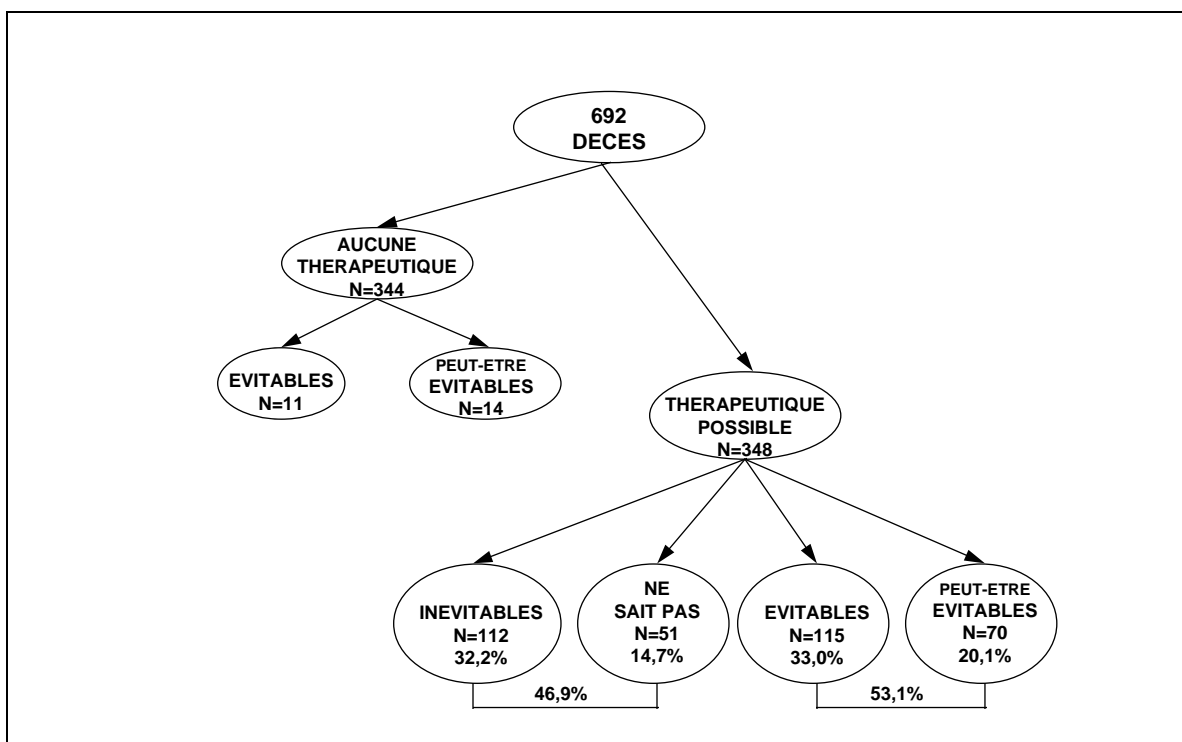 692
DECES
AUCUNE
THERAPEUTIQUE
N=344
EVITABLES
N=11
PEUT-ETRE
EVITABLES
N=14
THERAPEUTIQUE
POSSIBLE
N=348
INEVITABLES
N=112
32,2%
NE
SAIT PAS
N=51
14,7%
EVITABLES
N=115
33,0%
PEUT-ETRE
EVITABLES
N=70
20,1%
46,9%
53,1%